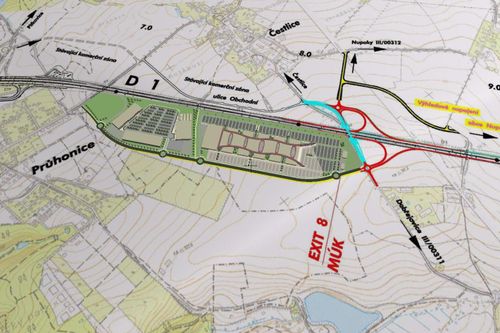 Průhonice
7.0
Čestlice
8.0
Nupaky III/00312
9.0
Stávající komerční zóna
D 1
Stávající komerční zóna
ulice Obchodní
Čestlice
Výhledové napojení
Průhonice
EXIT 8
MÚK
Dobřejovice III/00311